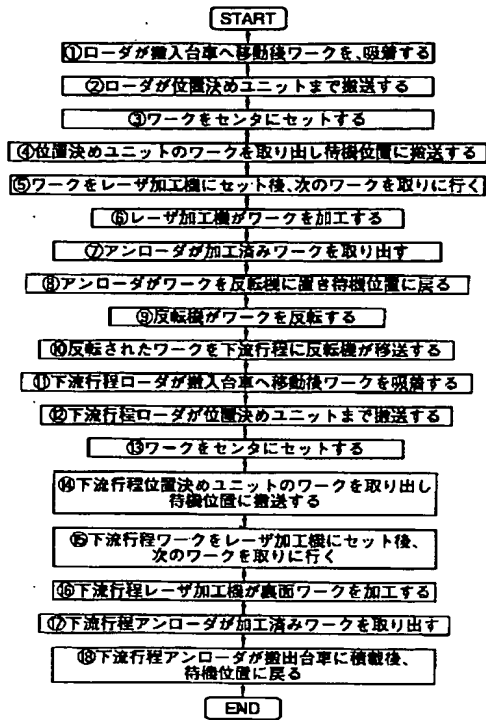 START
①ローダが搬入台車へ移動後ワークを、吸着する
②ローダが位置決めユニットまで搬送する
③ワークをセンタにセットする
④位置決めユニットのワークを取り出し待機位置に搬送する
⑤ワークをレーザ加工機にセット後、次のワークを取りに行く
⑥レーザ加工機がワークを加工する
⑦アンローダが加工済みワークを取り出す
⑧アンローダがワークを反転機に置き待機位置に戻る
⑨反転機がワークを反転する
⑩反転されたワークを下流行程に反転機が移送する
⑪下流行程ローダが搬入台車へ移動後ワークを吸着する
⑫下流行程ローダが位置決めユニットまで搬送する
⑬ワークをセンタにセットする
⑭下流行程位置決めユニットのワークを取り出し
待機位置に搬送する
⑮下流行程ワークをレーザ加工機にセット後、
次のワークを取りに行く
⑯下流行程レーザ加工機が裏面ワークを加工する
⑰下流行程アンローダが加工済みワークを取り出す
⑱下流行程アンローダが搬出台車に積載後、
待機位置に戻る
END